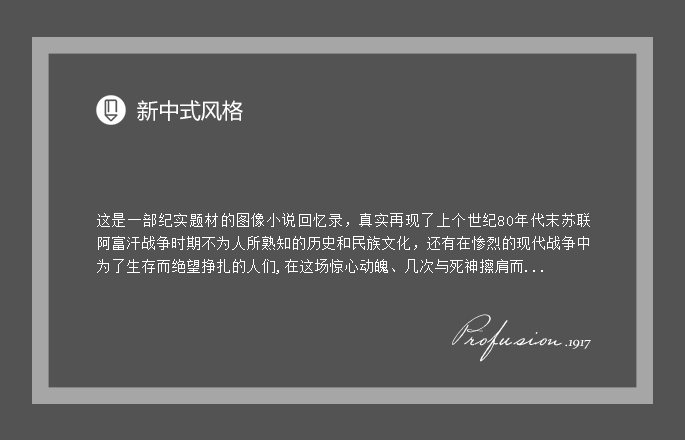 新中式风格
这是一部纪实题材的图像小说回忆录，真实再现了上个世纪80年代末苏联
阿富汗战争时期不为人所熟知的历史和民族文化，还有在惨烈的现代战争中
为了生存而绝望挣扎的人们,在这场惊心动魄、几次与死神擦肩而...
Profusion.1917